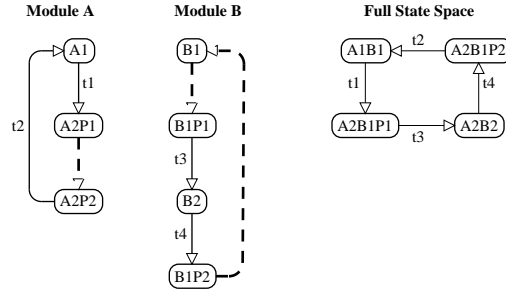 Module A
Module B
Full State Space
A1
B1
A1B1
t2
A2B1P2
t1
t1
t4
A2P1
B1P1
A2B1P1
A2B2
t2
t3
t3
A2P2
B2
t4
B1P2